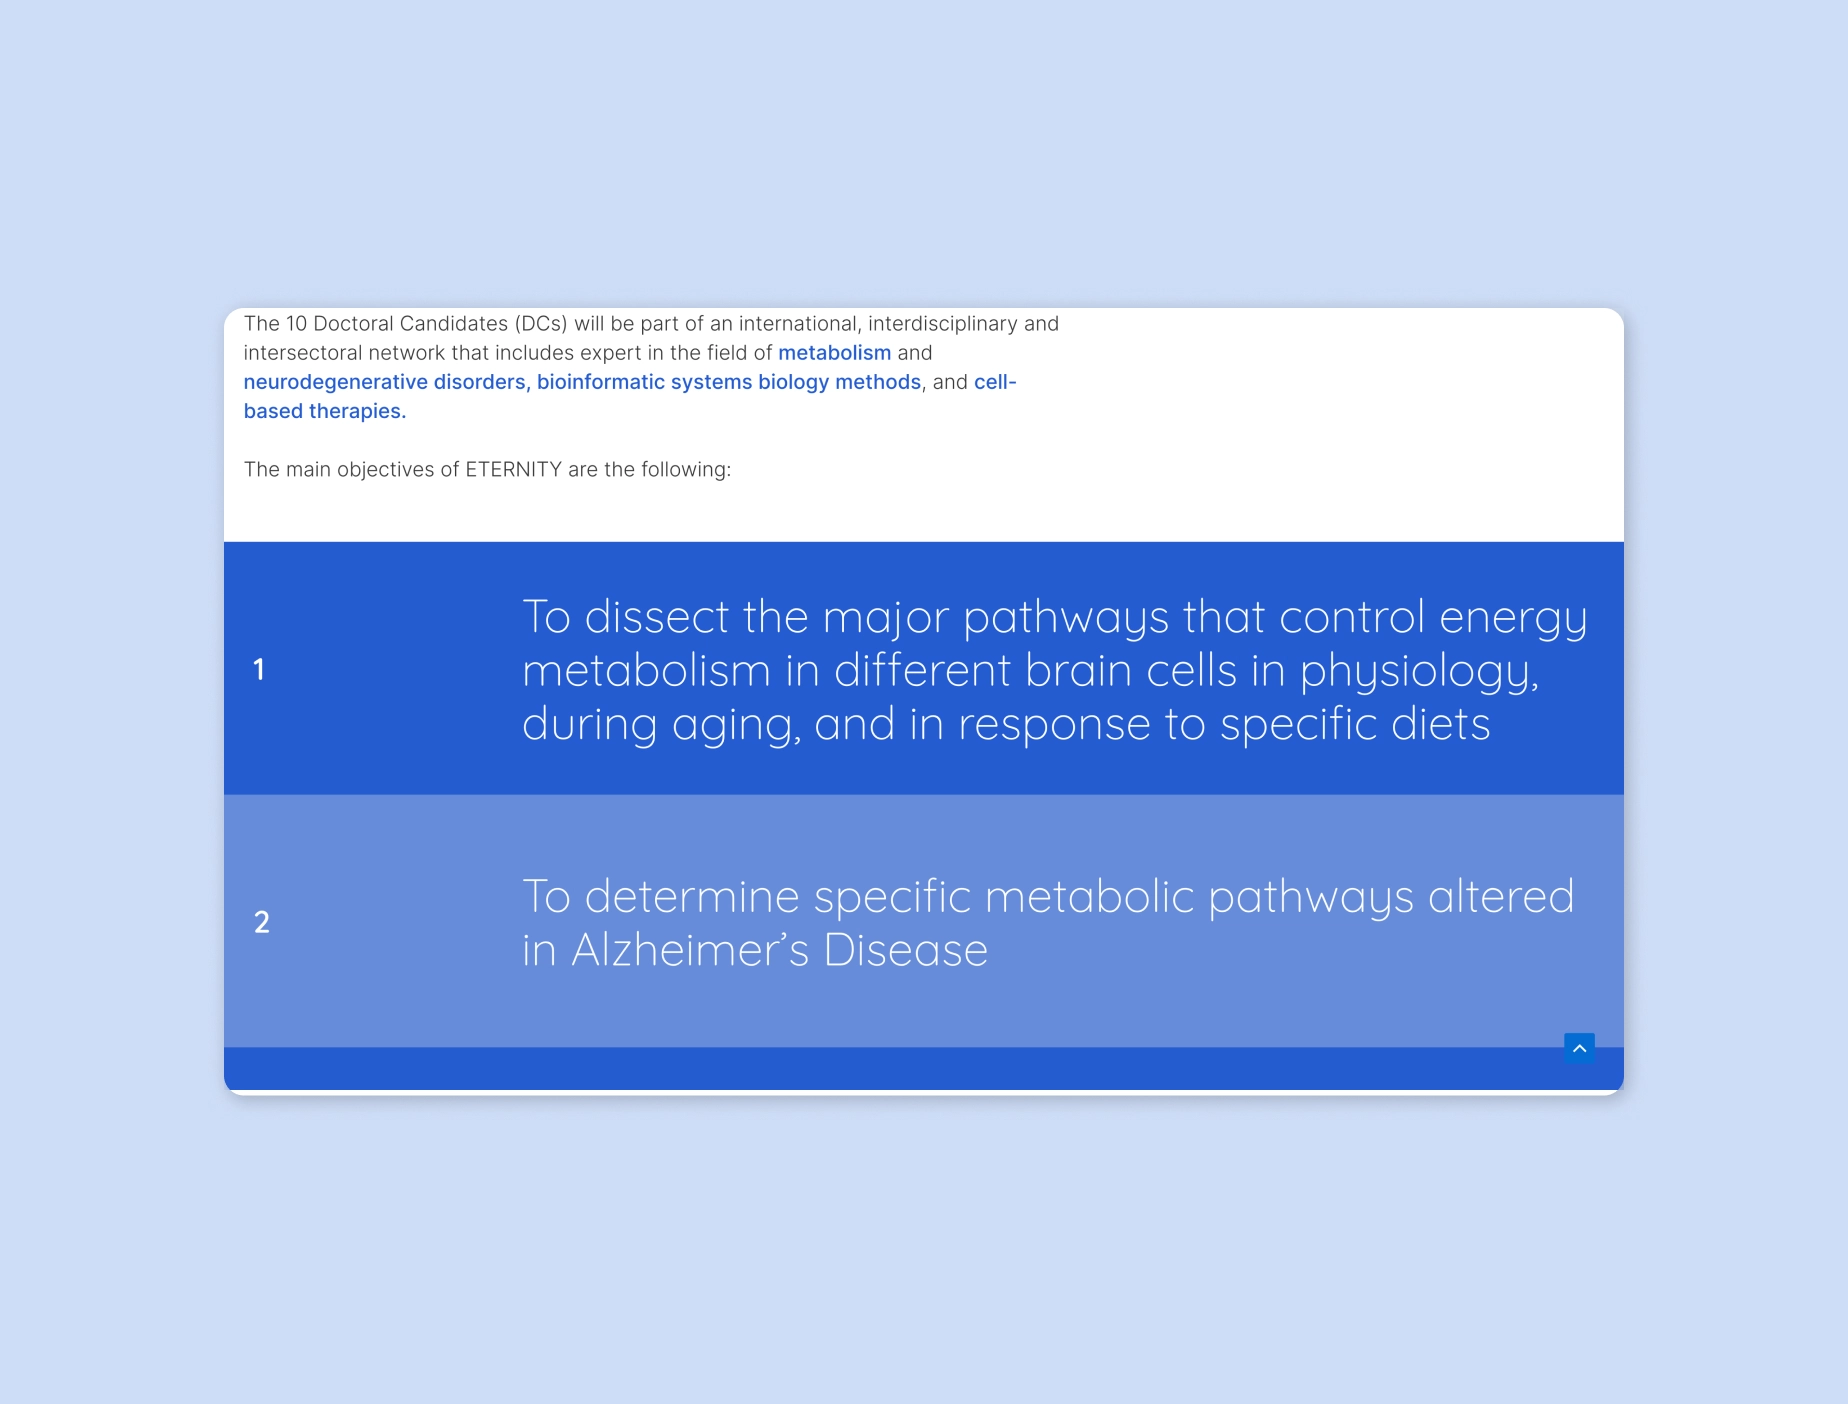 The 10 Doctoral Candidates (DCs) will be part of an international, interdisciplinary and
intersectoral network that includes expert in the field of metabolism and
neurodegenerative disorders, bioinformatic systems biology methods, and cell-
based therapies.
The main objectives of ETERNITY are the following:
1
To dissect the major pathways that control energy
metabolism in different brain cells in physiology,
during aging, and in response to specific diets
2
To determine specific metabolic pathways altered
in Alzheimer’s Disease